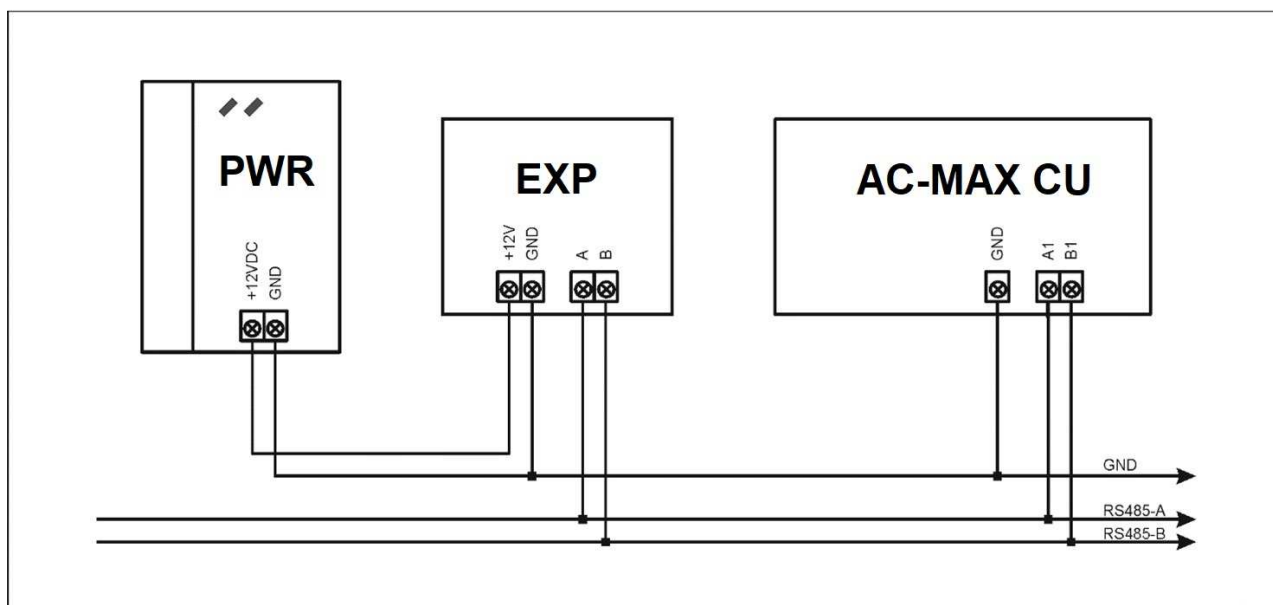 PWR
EXP
AC-MAX CU
+12VDC
GND
+12V
GND
A
B
GND
A1
B1
GND
RS485-A
RS485-B